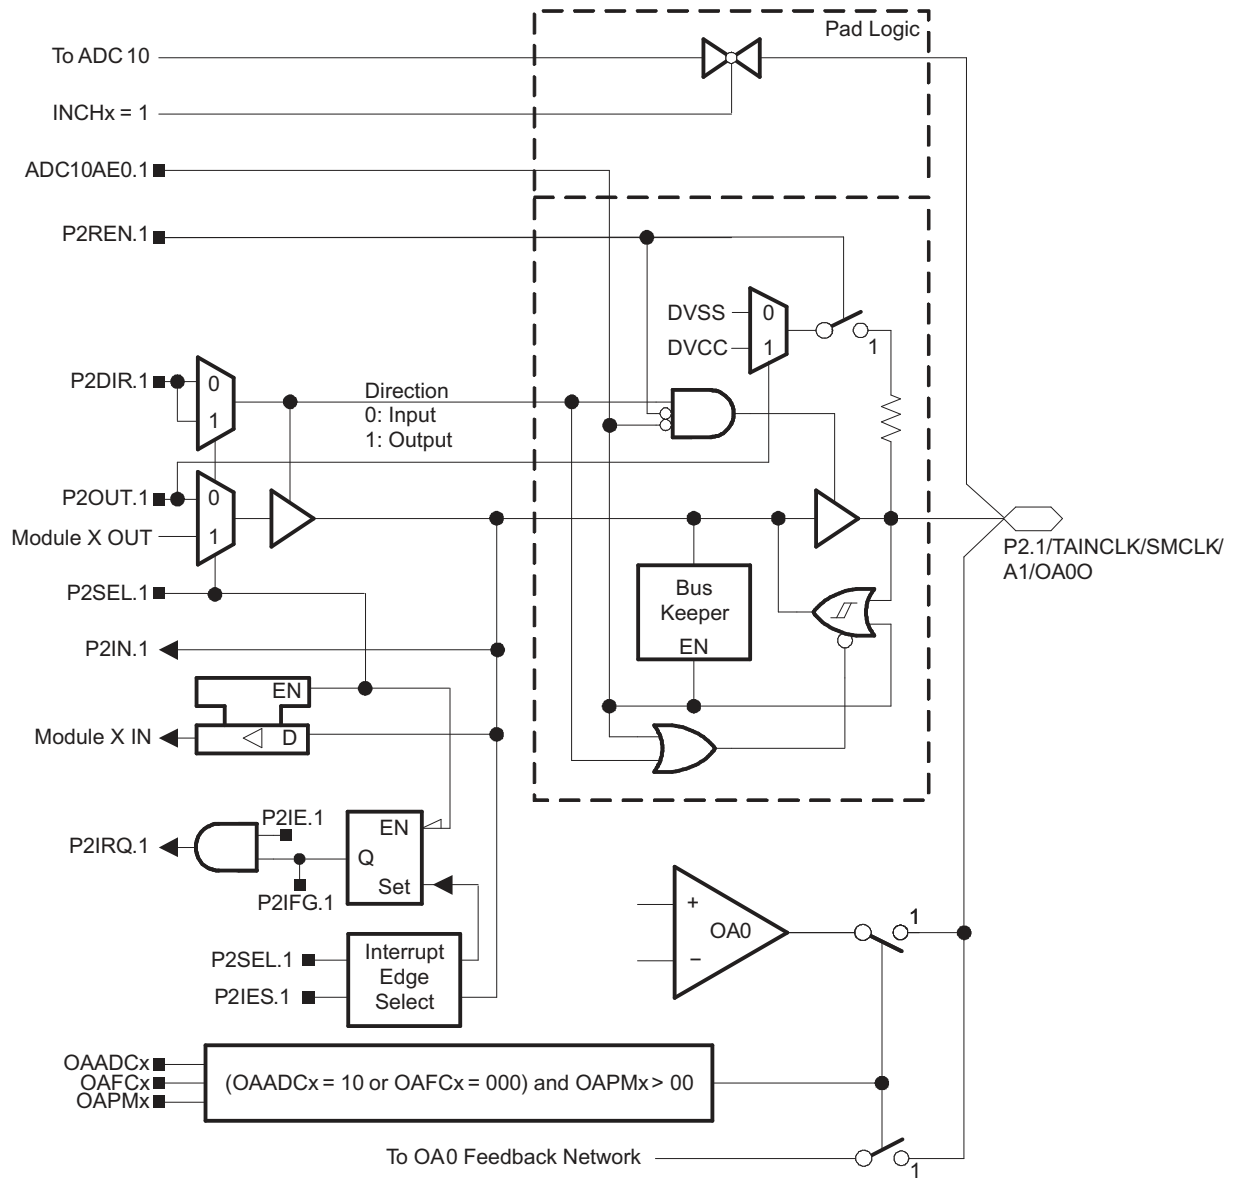 Pad Logic
To ADC 10
INCHx = 1
ADC10AE0.1
P2REN.1
DVSS
0
DVCC
1
1
P2DIR.1
0
1
Direction
0: Input
1: Output
P2OUT.1
0
Module X OUT
1
P2.1/TAINCLK/SMCLK/
A1/OA0O
P2SEL.1
Bus
Keeper
EN
P2IN.1
EN
Module X IN
D
P2IE.1
EN
P2IRQ.1
Q
Set
P2IFG.1
+
OA0
−
1
P2SEL.1
P2IES.1
Interrupt
Edge
Select
OAADCx
OAFCx
OAPMx
(OAADCx = 10 or OAFCx = 000) and OAPMx > 00
To OA0 Feedback Network
1